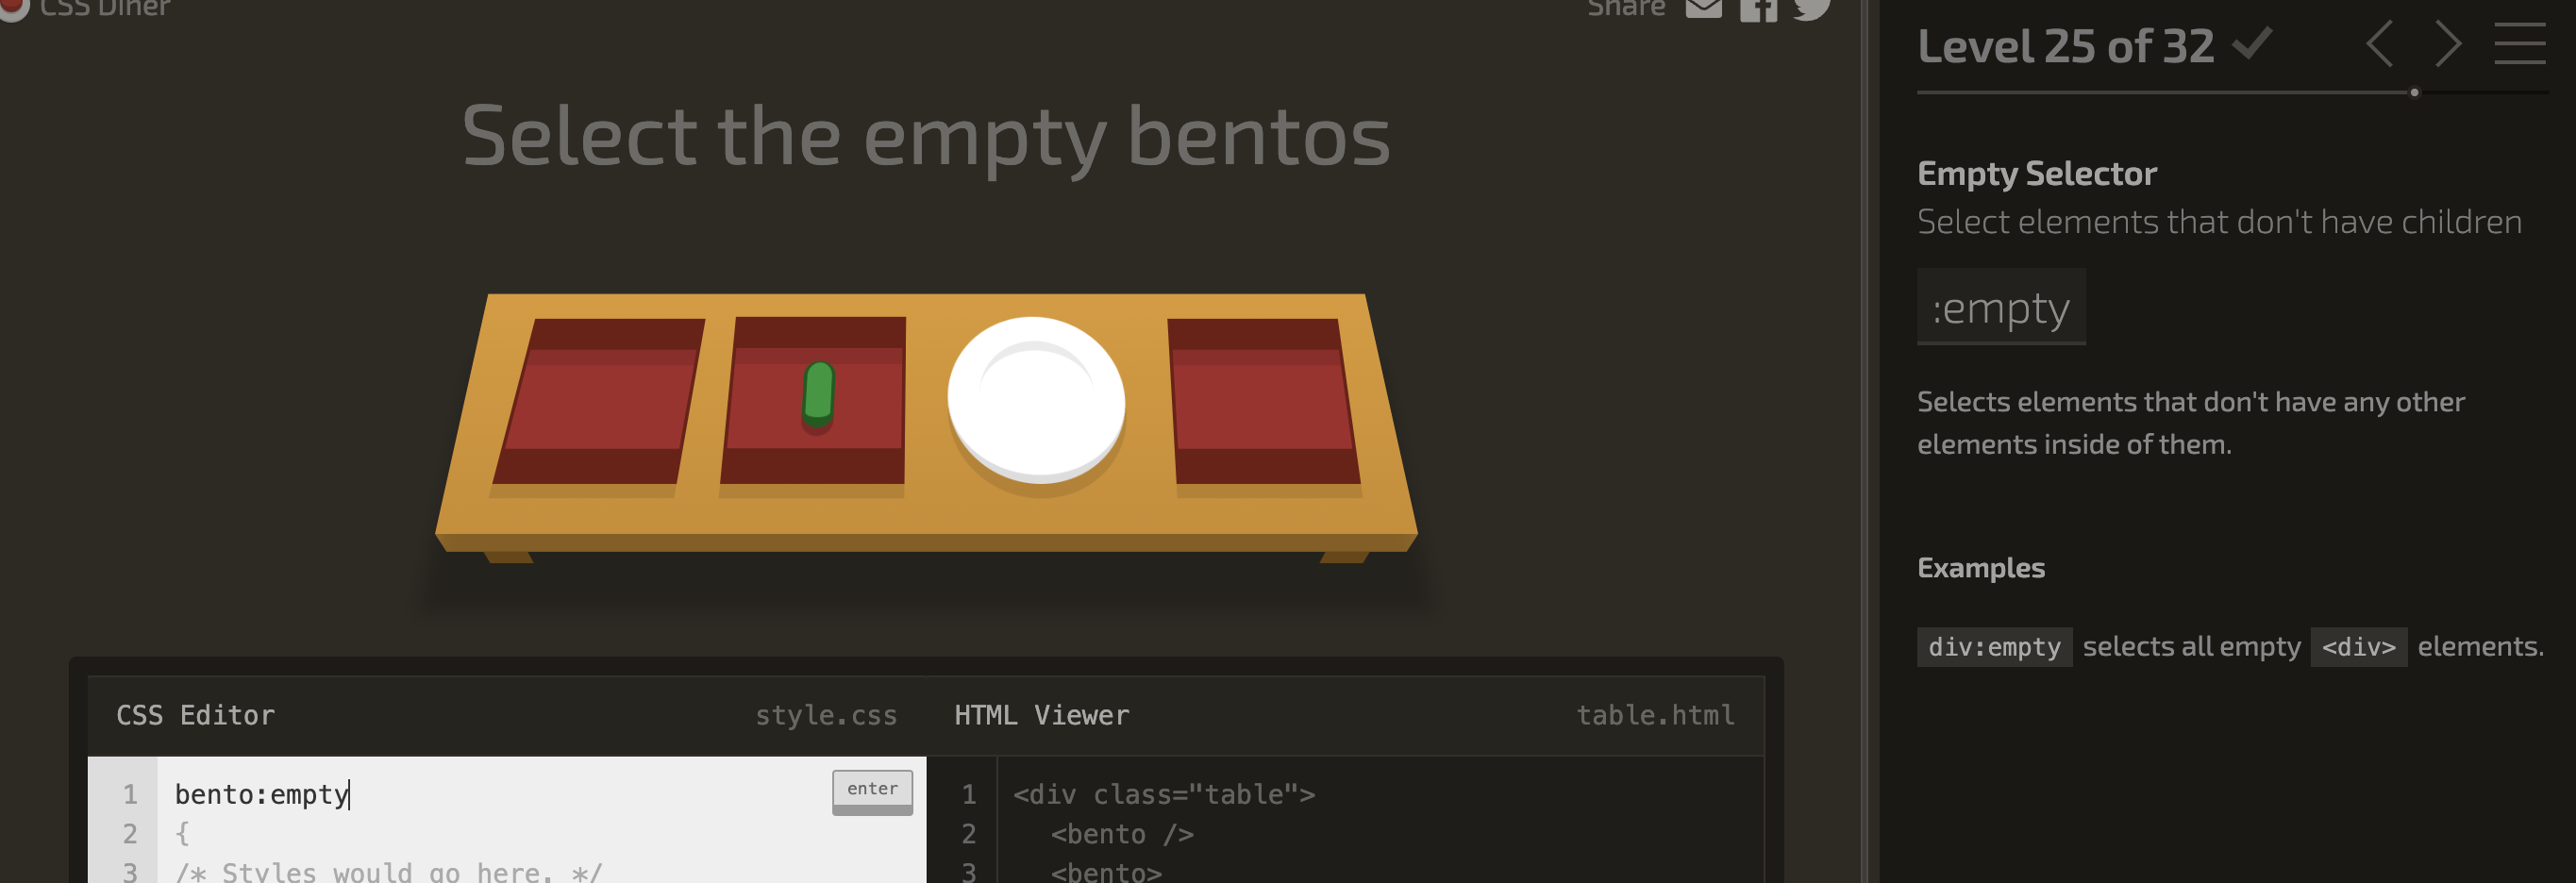 CSS Diner
Share
Level 25 of 32
Select the empty bentos
Empty Selector
Select elements that don't have children
:empty
Selects elements that don't have any other
elements inside of them.
Examples
div:empty selects all empty <div> elements.
CSS Editor style.css
HTML Viewer table.html
1 bento:empty
enter
2 {
3 /* Styles would go here. */
1 <div class="table">
2 <bento />
3 <bento>